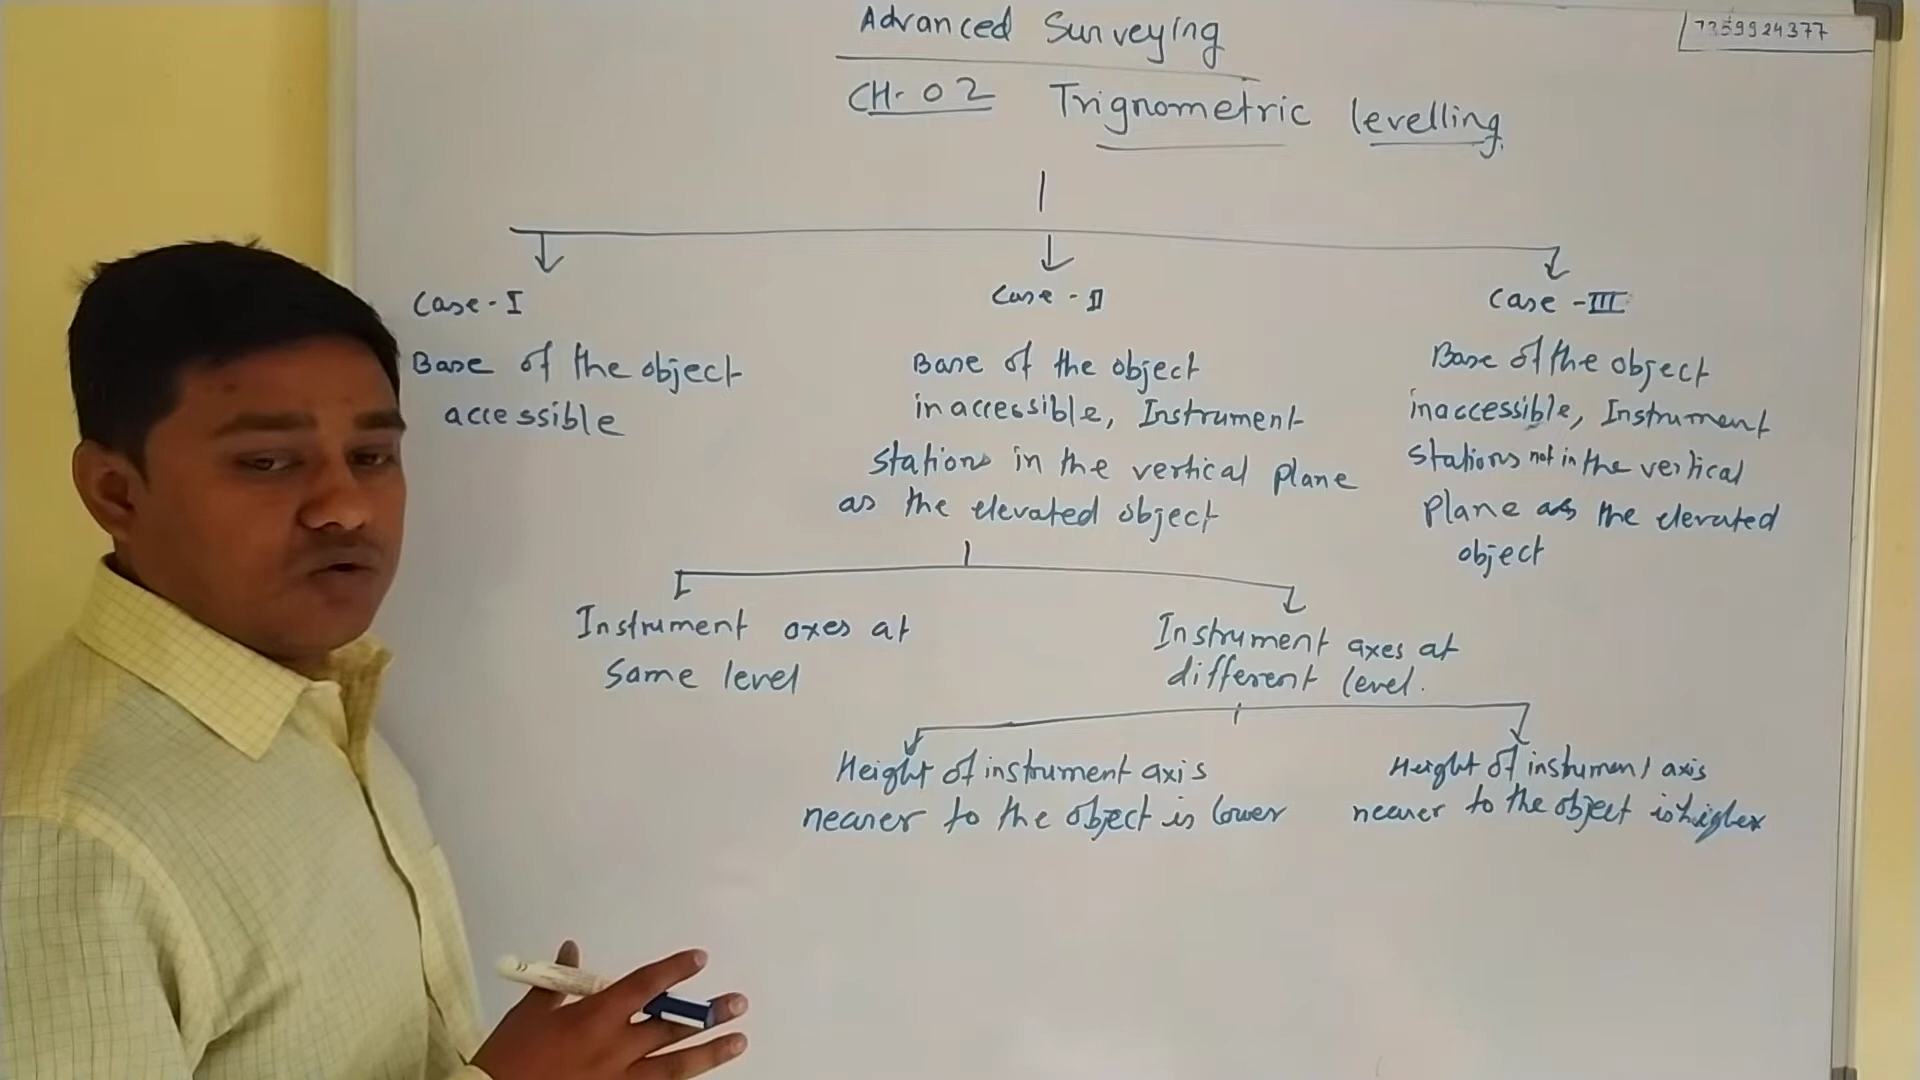 Advanced Surveying
7359924377
CH-02 Trignometric levelling
Case-I
Base of the object
accessible
Case-II
Base of the object
inaccessible, Instrument
stations in the vertical plane
as the elevated object
Case-III
Base of the object
inaccessible, Instrument
stations not in the vertical
plane as the elevated
object
Instrument axes at
same level
Instrument axes at
different level.
Height of instrument axis
nearer to the object is lower
Height of instrument axis
nearer to the object is higher